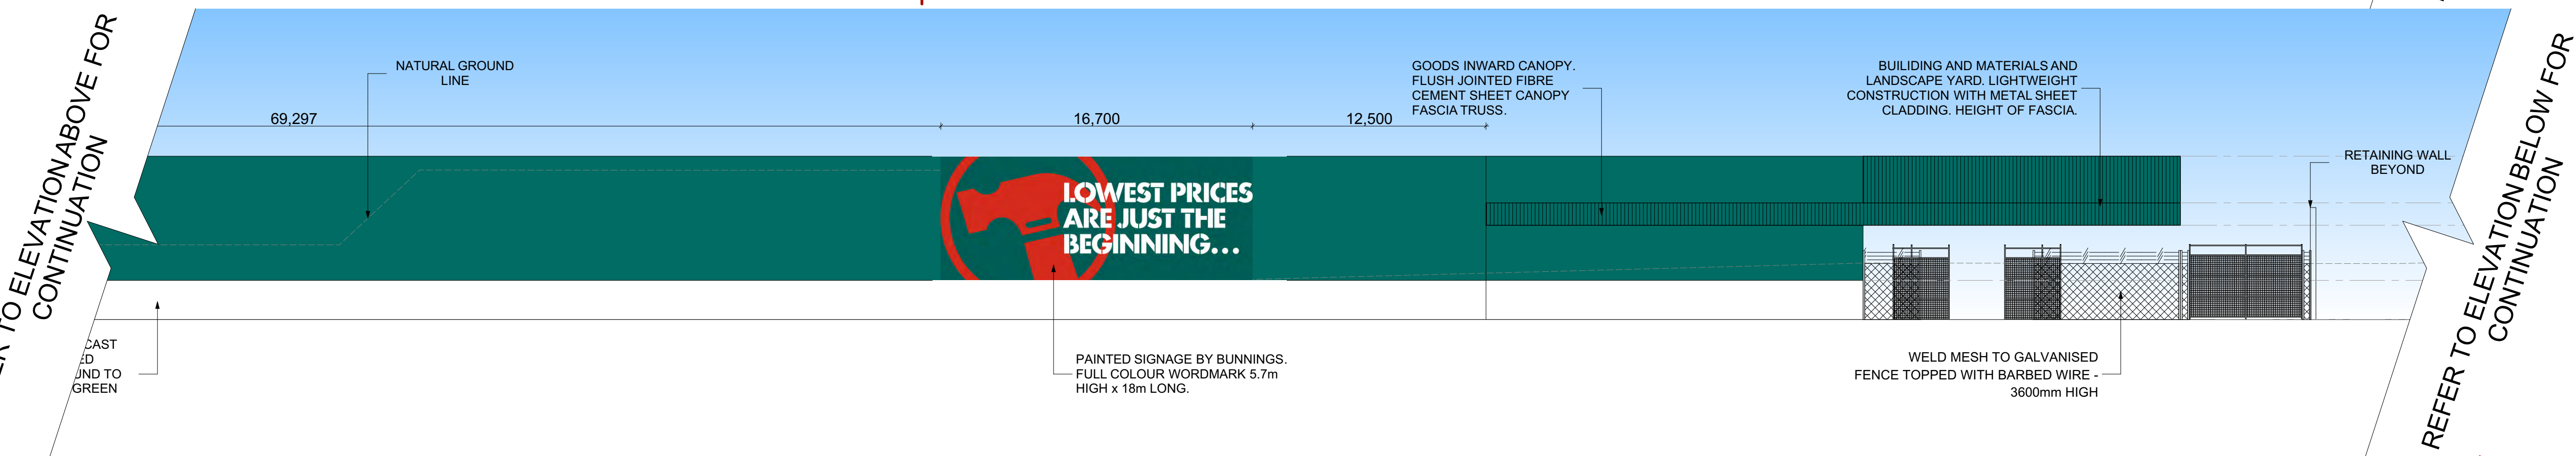 REFER TO ELEVATION ABOVE FOR
CONTINUATION
NATURAL GROUND
LINE
69,297
16,700
12,500
GOODS INWARD CANOPY.
FLUSH JOINTED FIBRE
CEMENT SHEET CANOPY
FASCIA TRUSS.
BUILIDING AND MATERIALS AND
LANDSCAPE YARD. LIGHTWEIGHT
CONSTRUCTION WITH METAL SHEET
CLADDING. HEIGHT OF FASCIA.
RETAINING WALL
BEYOND
LOWEST PRICES
ARE JUST THE
BEGINNING...
TO
GREEN
PAINTED SIGNAGE BY BUNNINGS.
FULL COLOUR WORDMARK 5.7m
HIGH x 18m LONG.
WELD MESH TO GALVANISED
FENCE TOPPED WITH BARBED WIRE -
3600mm HIGH
REFER TO ELEVATION BELOW FOR
CONTINUATION